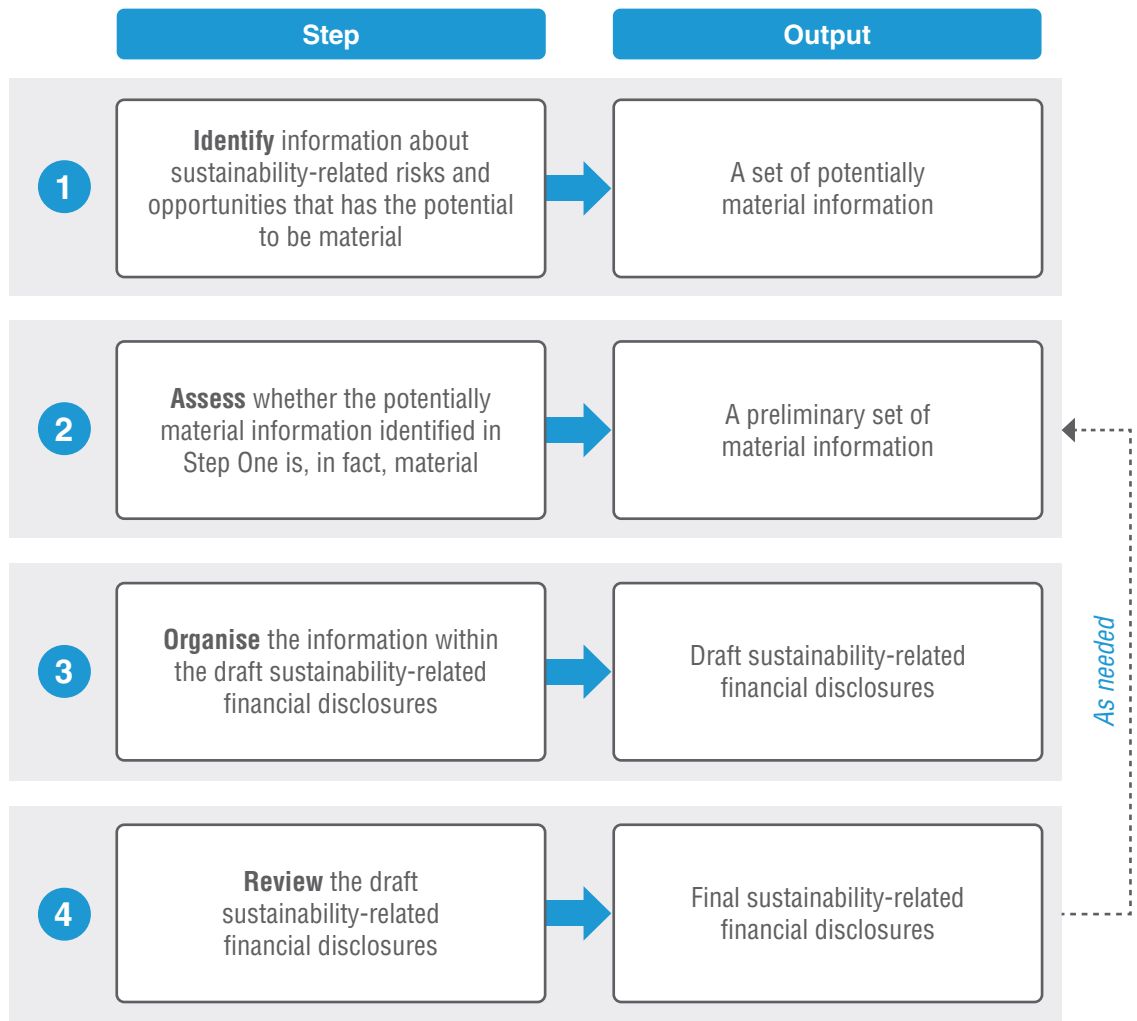 Step
Output
1
Identify information about
sustainability-related risks and
opportunities that has the potential
to be material
A set of potentially
material information
2
Assess whether the potentially
material information identified in
Step One is, in fact, material
A preliminary set of
material information
3
Organise the information within
the draft sustainability-related
financial disclosures
Draft sustainability-related
financial disclosures
As needed
4
Review the draft
sustainability-related
financial disclosures
Final sustainability-related
financial disclosures